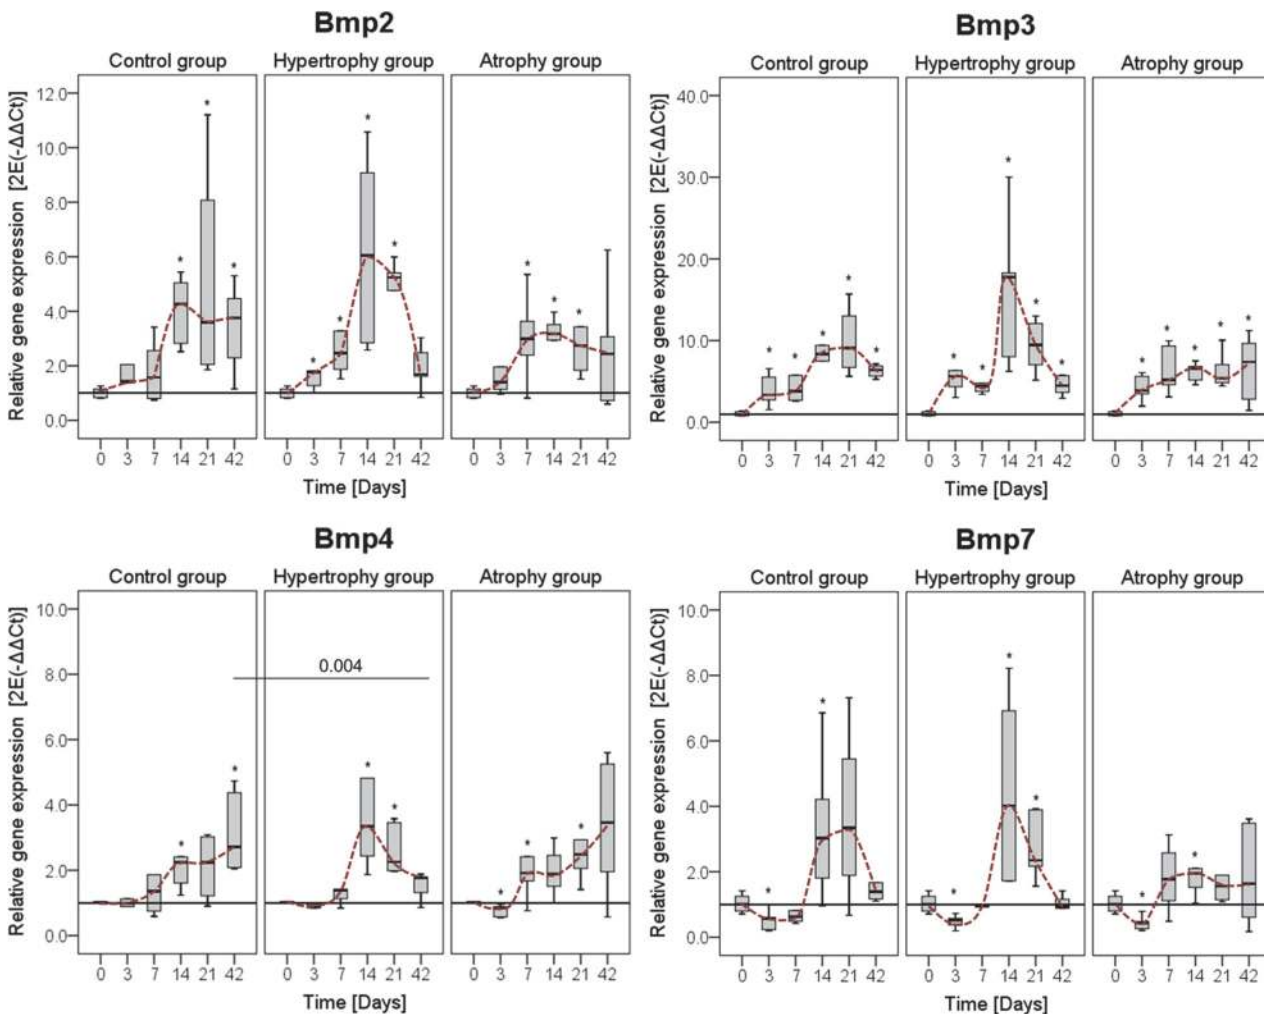 Bmp2
Control group Hypertrophy group Atrophy group
Relative gene expression [2E(-ΔΔCt)]
12.0
10.0
8.0
6.0
4.0
2.0
0.0
* * *
* * * *
* * *
0 3 7 14 21 42 0 3 7 14 21 42 0 3 7 14 21 42
Time [Days]
Bmp3
Control group Hypertrophy group Atrophy group
Relative gene expression [2E(-ΔΔCt)]
40.0
30.0
20.0
10.0
0.0
* * * * *
* * * * *
* * * * *
0 3 7 14 21 42 0 3 7 14 21 42 0 3 7 14 21 42
Time [Days]
Bmp4
Control group Hypertrophy group Atrophy group
Relative gene expression [2E(-ΔΔCt)]
10.0
8.0
6.0
4.0
2.0
0.0
0.004
* *
* *
* * *
0 3 7 14 21 42 0 3 7 14 21 42 0 3 7 14 21 42
Time [Days]
Bmp7
Control group Hypertrophy group Atrophy group
Relative gene expression [2E(-ΔΔCt)]
10.0
8.0
6.0
4.0
2.0
0.0
* *
* * *
* *
0 3 7 14 21 42 0 3 7 14 21 42 0 3 7 14 21 42
Time [Days]